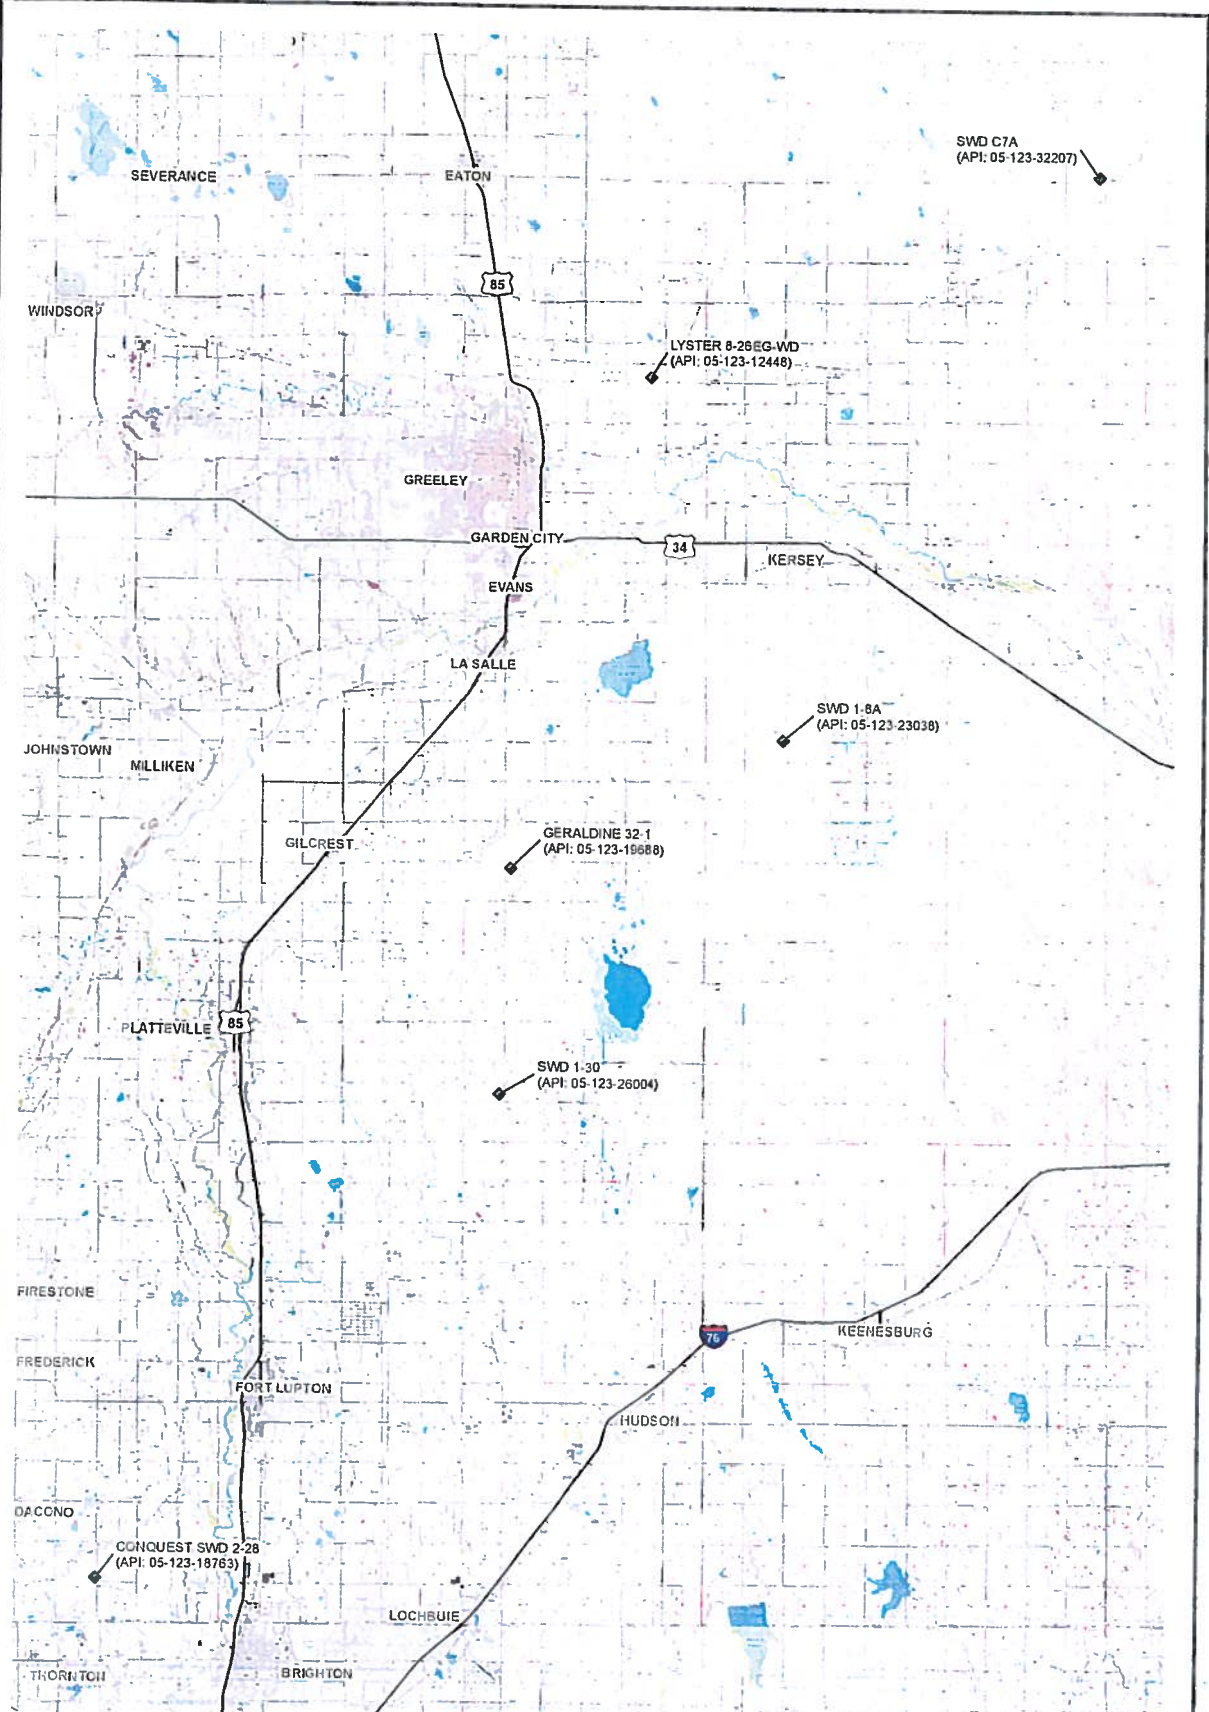 SWD C7A
(API: 05-123-32207)
SEVERANCE
EATON
85
WINDSOR
LYSTER 8-26EG-WD
(API: 05-123-12448)
GREELEY
GARDEN CITY
34
KERSEY
EVANS
LA SALLE
SWD 1-8A
(API: 05-123-23038)
JOHNSTOWN
MILLIKEN
GERALDINE 32-1
(API: 05-123-19688)
GILCREST
PLATTEVILLE
85
SWD 1-30
(API: 05-123-26004)
FIRESTONE
76
KEENESBURG
FREDERICK
FORT LUPTON
HUDSON
DACONO
CONQUEST SWD 2-28
(API: 05-123-18763)
LOCHBUIE
THORNTON
BRIGHTON